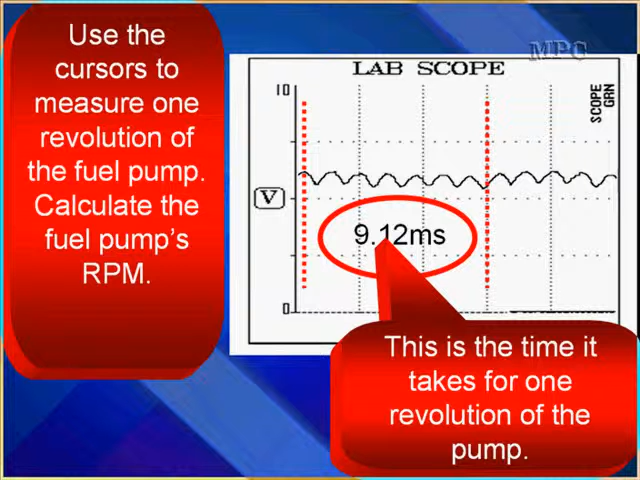 Use the
cursors to
measure one
revolution of
the fuel pump.
Calculate the
fuel pump's
RPM.
MPC
LAB SCOPE
10
SCOPE
GRN
V
9.12ms
0
This is the time it
takes for one
revolution of the
pump.